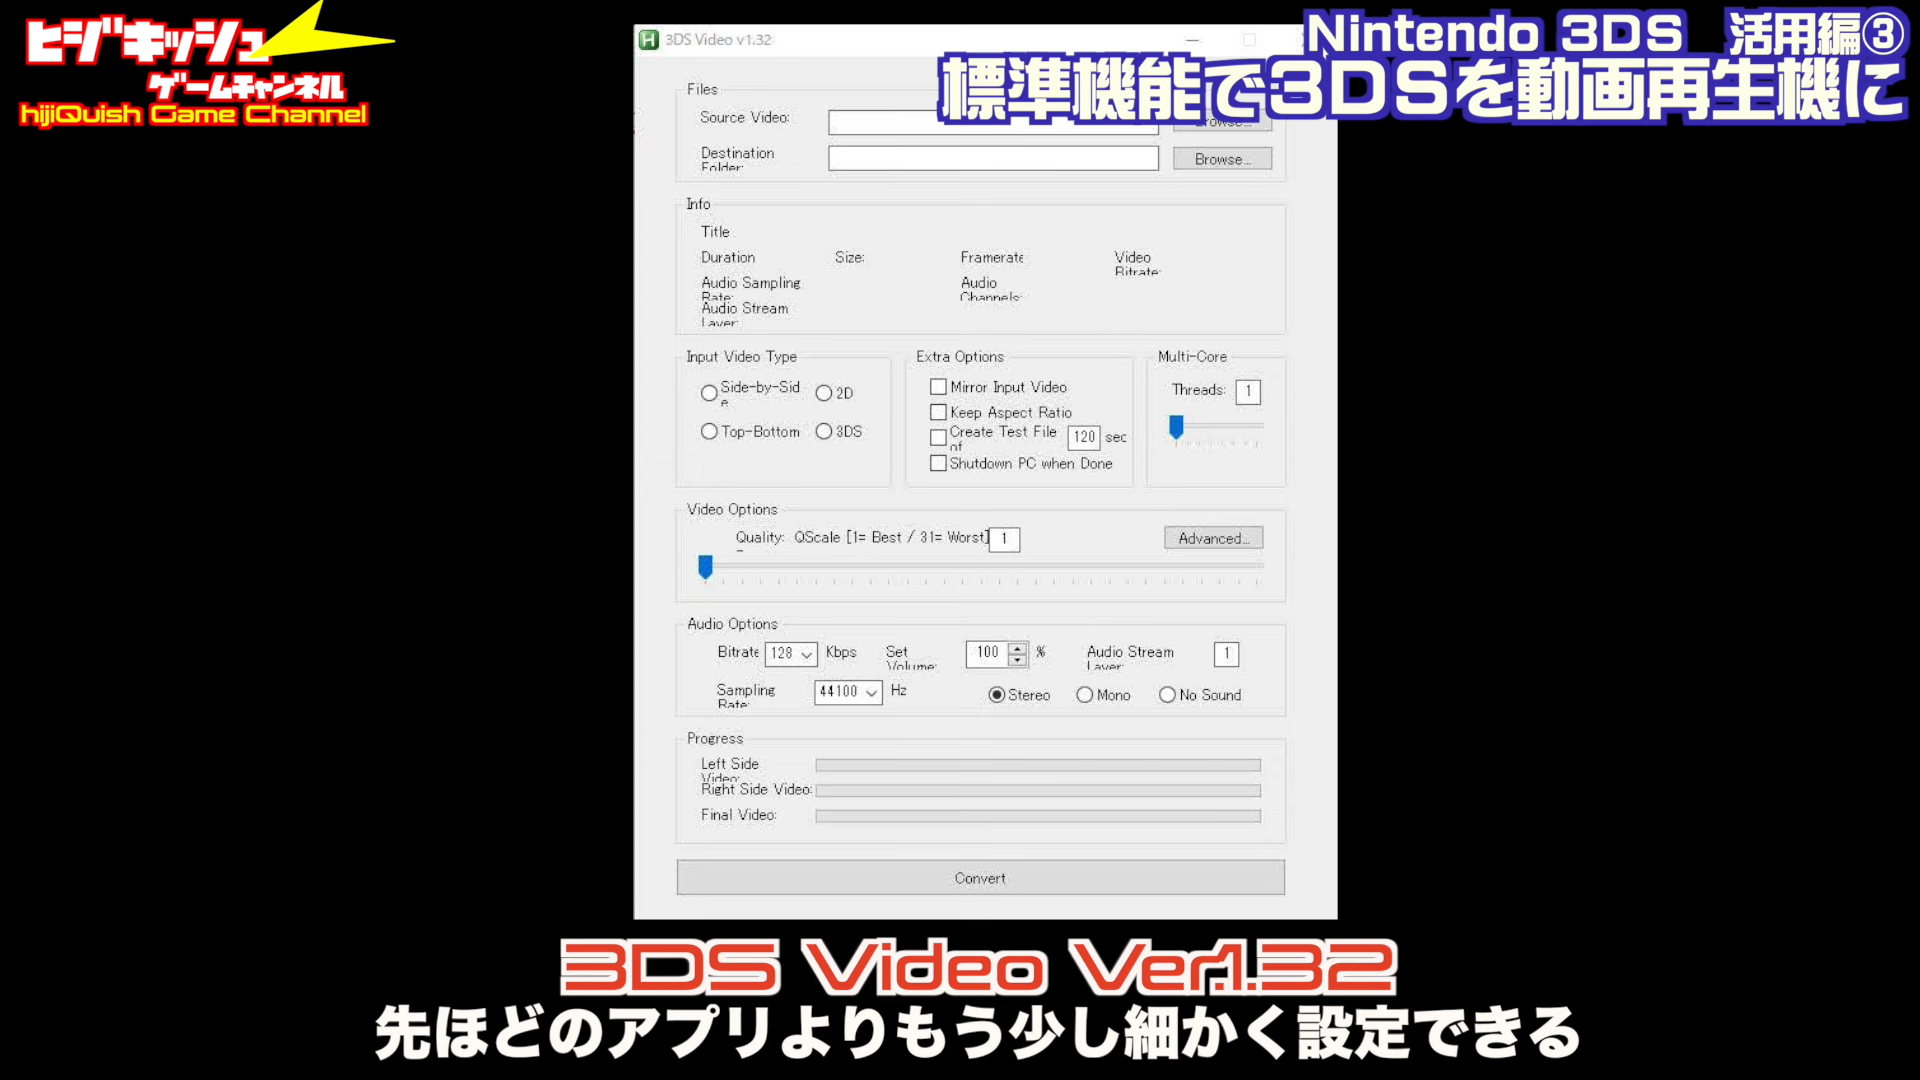 ヒジキッシュ
ゲームチャンネル
hijiQuish Game Channel
Nintendo 3DS 活用編③
標準機能で3DSを動画再生機に
3DS Video v1.32
Files
Source Video:
Browse...
Destination Folder:
Browse...
Info
Title
Duration Size: Framerate Video Bitrate:
Audio Sampling Rate: Audio Channels:
Audio Stream Layer:
Input Video Type
Side-by-Side 2D
Top-Bottom 3DS
Extra Options
Mirror Input Video
Keep Aspect Ratio
Create Test File of 120 sec
Shutdown PC when Done
Multi-Core
Threads: 1
Video Options
Quality: QScale [1= Best / 31= Worst] 1
Advanced...
Audio Options
Bitrate 128 Kbps Set Volume: 100 % Audio Stream Layer: 1
Sampling Rate: 44100 Hz Stereo Mono No Sound
Progress
Left Side Video:
Right Side Video:
Final Video:
Convert
3DS Video Ver1.32
先ほどのアプリよりもう少し細かく設定できる